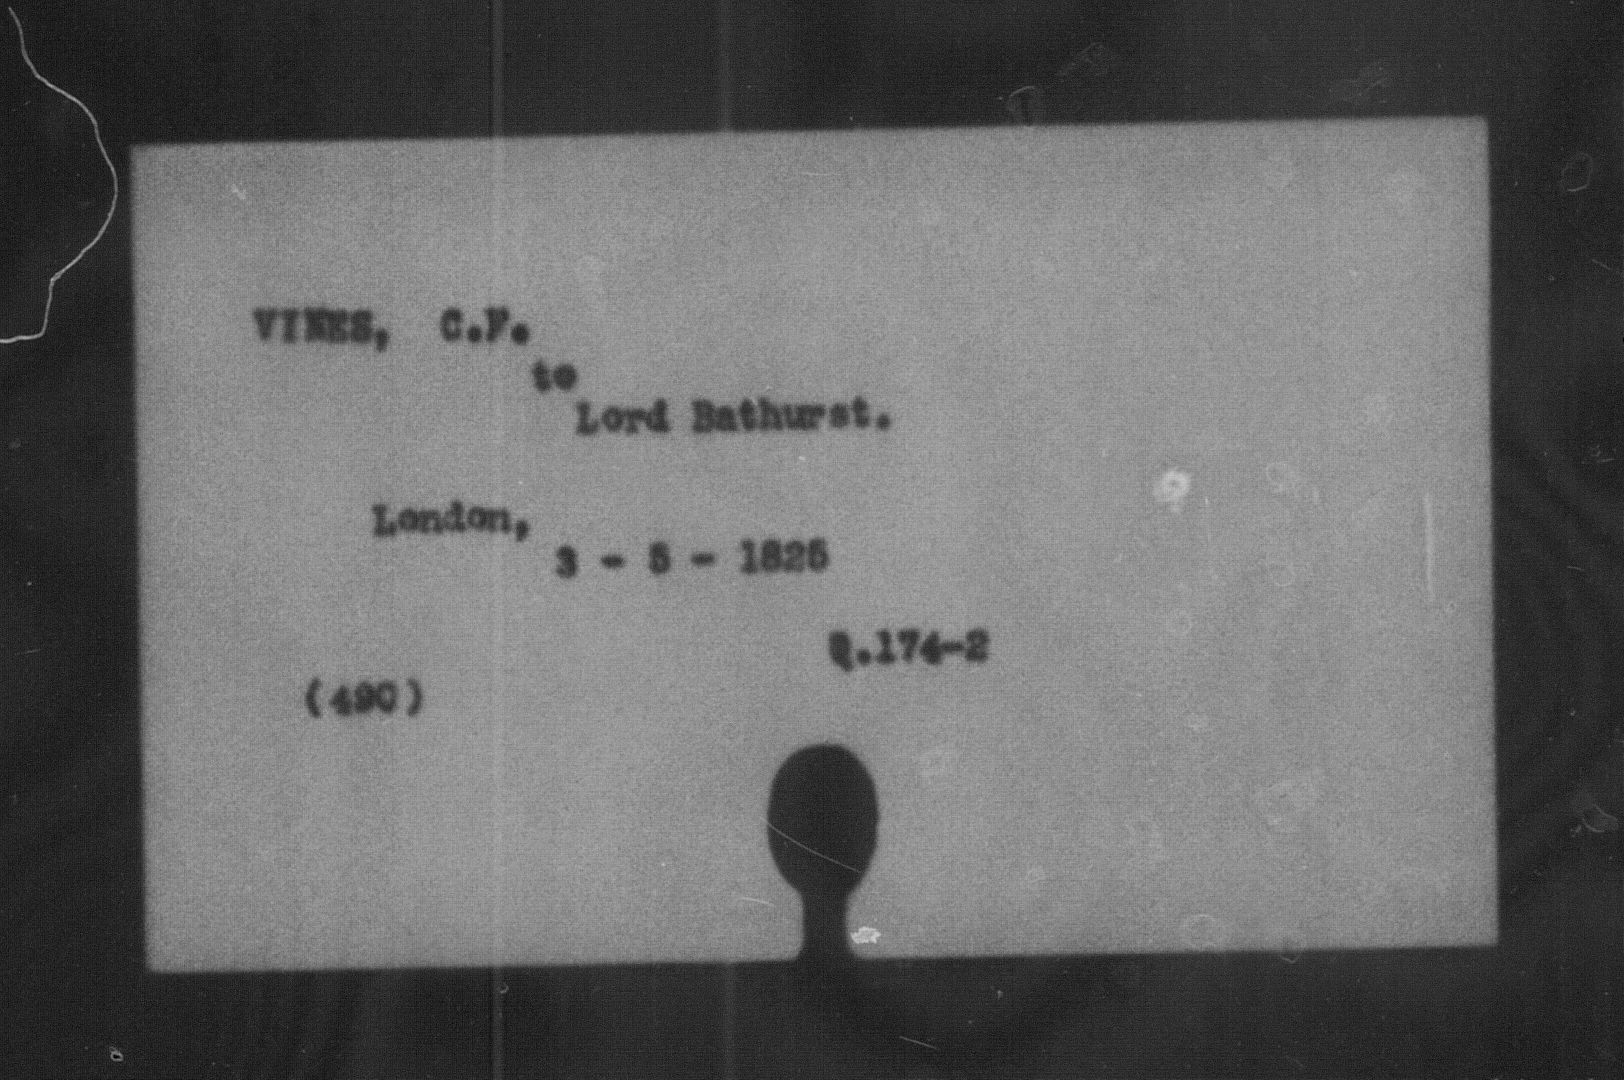 VINES, C.F.
to
Lord Bathurst.
London,
3 - 5 - 1825
Q.174-2
(490)